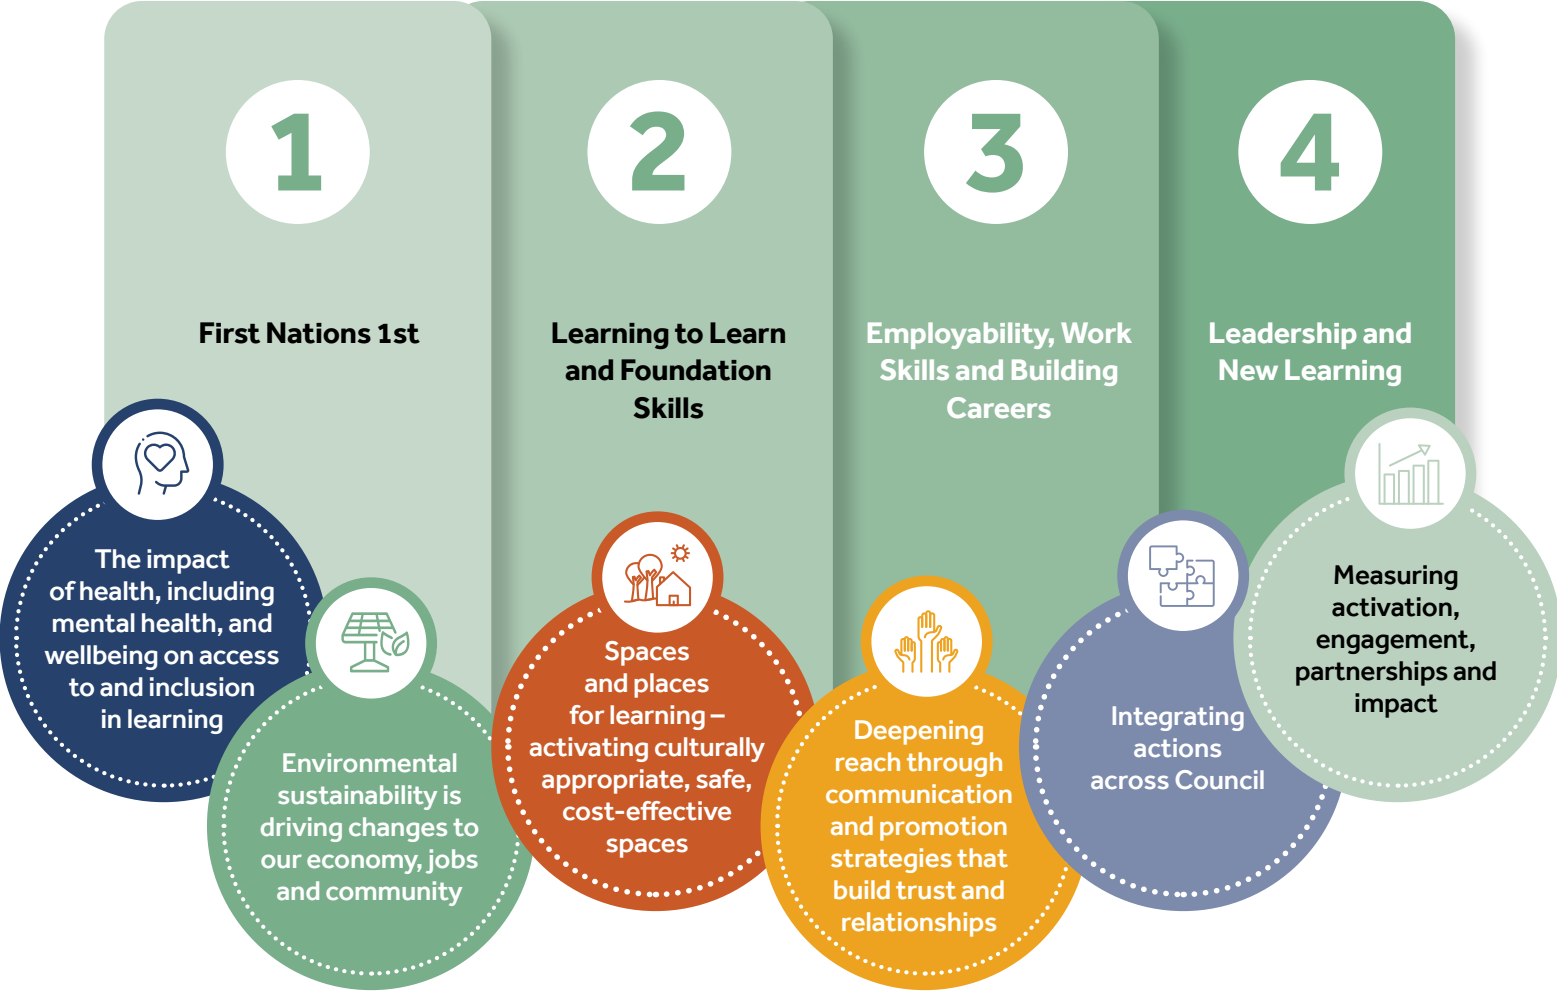 1
First Nations 1st
2
Learning to Learn
and Foundation
Skills
3
Employability, Work
Skills and Building
Careers
4
Leadership and
New Learning
The impact
of health, including
mental health, and
wellbeing on access
to and inclusion
in learning
Environmental
sustainability is
driving changes to
our economy, jobs
and community
Spaces
and places
for learning –
activating culturally
appropriate, safe,
cost-effective
spaces
Deepening
reach through
communication
and promotion
strategies that
build trust and
relationships
Integrating
actions
across Council
Measuring
activation,
engagement,
partnerships and
impact